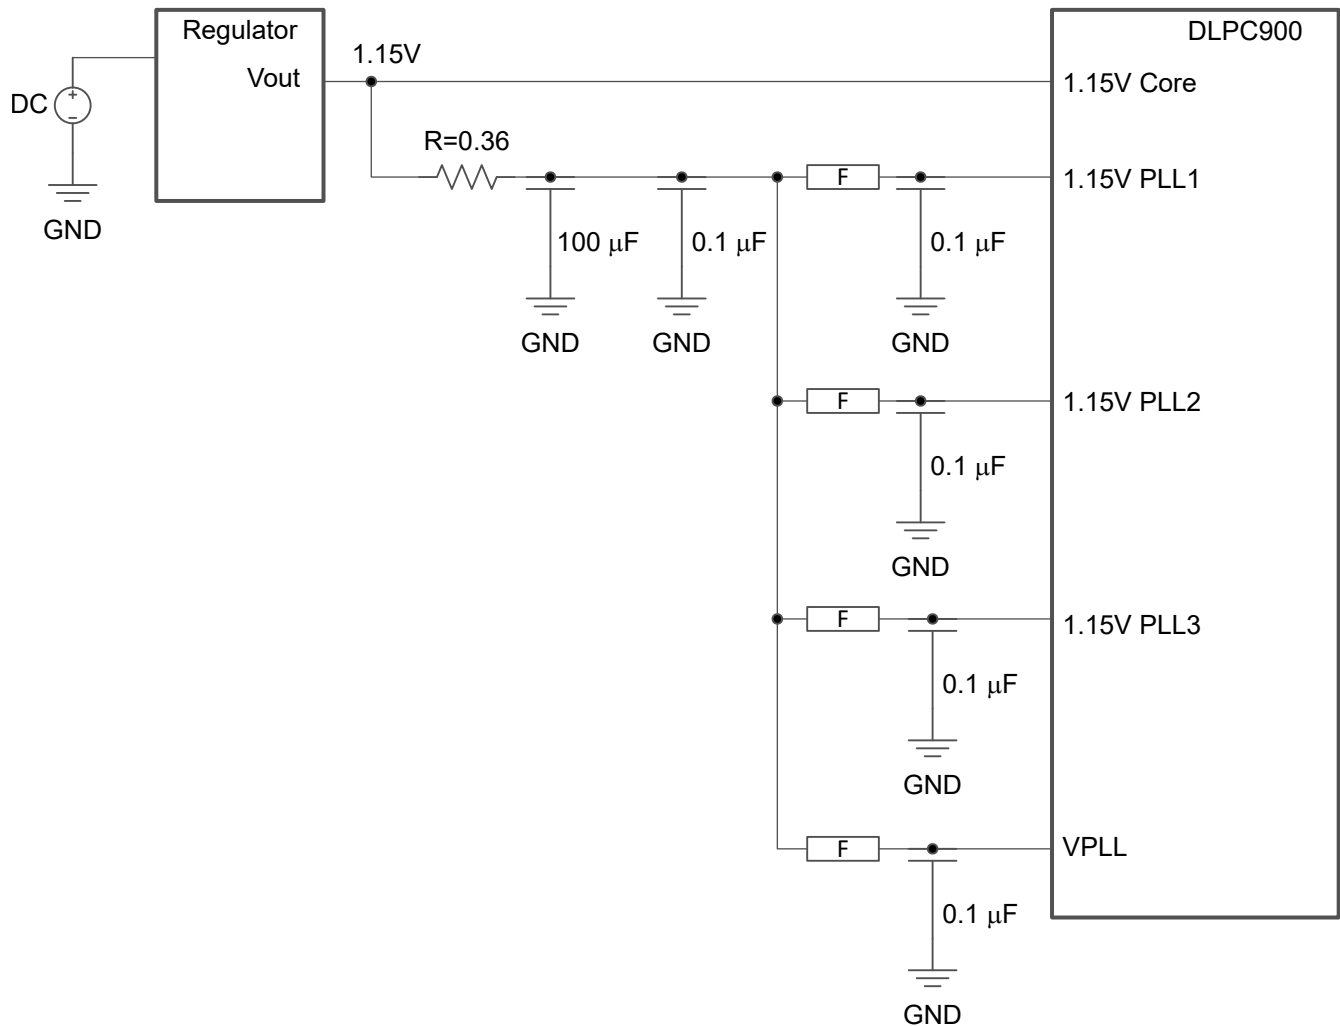 Regulator
DLPC900
1.15V
Vout
1.15V Core
DC
+
−
R=0.36
F
1.15V PLL1
GND
100 μF
0.1 μF
0.1 μF
GND
GND
GND
F
1.15V PLL2
0.1 μF
GND
F
1.15V PLL3
0.1 μF
GND
F
VPLL
0.1 μF
GND